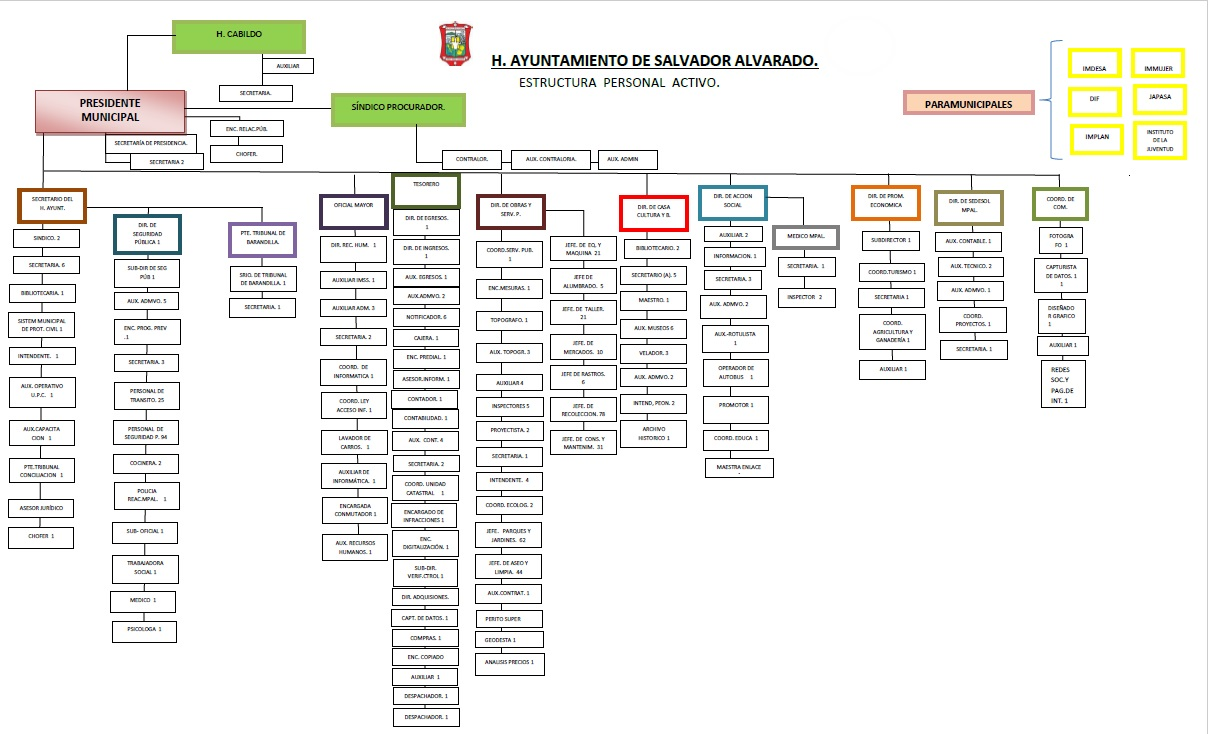 H. AYUNTAMIENTO DE SALVADOR ALVARADO.
ESTRUCTURA PERSONAL ACTIVO.
H. CABILDO
AUXILIAR
SECRETARIA.
PRESIDENTE
MUNICIPAL
SÍNDICO PROCURADOR.
ENC. RELAC.PÚB.
CHOFER.
SECRETARÍA DE PRESIDENCIA.
SECRETARIA 2
CONTRALOR.
AUX. CONTRALORIA.
AUX. ADMIN
PARAMUNICIPALES
IMDESA
IMMUJER
DIF
JAPASA
IMPLAN
INSTITUTO
DE LA
JUVENTUD
SECRETARIO DEL
H. AYUNT.
SINDICO. 2
SECRETARIA. 6
BIBLIOTECARIA. 1
SISTEM MUNICIPAL
DE PROT. CIVIL 1
INTENDENTE. 1
AUX. OPERATIVO
U.P.C. 1
AUX.CAPACITA
CION 1
PTE.TRIBUNAL
CONCIUACION 1
ASESOR JURÍDICO
CHOFER 1
DIR. DE
SEGURIDAD
PÚBLICA 1
SUB-DIR DE SEG
PÚB 1
AUX. ADMVO. 5
ENC. PROG. PREV
.1
SECRETARIA. 3
PERSONAL DE
TRANSITO. 25
PERSONAL DE
SEGURIDAD P. 94
COCINERA. 2
POLICIA
REAC.MPAL. 1
SUB- OFICIAL 1
TRABAJADORA
SOCIAL 1
MEDICO 1
PSICOLOGA 1
PTE. TRIBUNAL DE
BARANDILLA.
SRIO. DE TRIBUNAL
DE BARANDILLA. 1
SECRETARIA. 1
OFICIAL MAYOR
DIR. REC. HUM. 1
AUXILIAR IMSS. 1
AUXILIAR ADM. 3
SECRETARIA. 2
COORD. DE
INFORMATICA 1
COORD. LEY
ACCESO INF. 1
LAVADOR DE
CARROS. 1
AUXILIAR DE
INFORMÁTICA. 1
ENCARGADA
CONMUTADOR 1
AUX. RECURSOS
HUMANOS. 1
TESORERO
DIR. DE EGRESOS.
1
DIR. DE INGRESOS.
1
AUX. EGRESOS. 1
AUX.ADMVO. 2
NOTIFICADOR. 6
CAJERA. 1
ENC. PREDIAL. 1
ASESOR.INFORM. 1
CONTADOR. 1
CONTABILIDAD. 1
AUX. CONT. 4
SECRETARIA. 2
COORD. UNIDAD
CATASTRAL 1
ENCARGADO DE
INFRACCIONES 1
ENC.
DIGITALIZACIÓN. 1
SUB-DIR.
VERIF.CTROL 1
DIR. ADQUISIONES.
CAPT. DE DATOS. 1
COMPRAS. 1
ENC. COPIADO
AUXILIAR 1
DESPACHADOR. 1
DESPACHADOR. 1
DIR. DE OBRAS Y
SERV. P.
COORD.SERV. PUB.
1
ENC.MESURAS. 1
TOPOGRAFO. 1
AUX. TOPOGR. 3
AUXILIAR 4
INSPECTORES 5
PROYECTISTA. 2
SECRETARIA. 1
INTENDENTE. 4
COORD. ECOLOG. 2
JEFE. PARQUES Y
JARDINES. 62
JEFE. DE ASEO Y
LIMPIA. 44
AUX.CONTRAT. 1
PERITO SUPER
GEODESTA 1
ANALISIS PRECIOS 1
JEFE. DE EQ, Y
MAQUINA 21
JEFE DE
ALUMBRADO. 5
JEFE. DE TALLER.
21
JEFE. DE
MERCADOS. 10
JEFE DE RASTROS.
6
JEFE. DE
RECOLECCION. 78
JEFE. DE CONS. Y
MANTENIM. 31
DIR. DE CASA
CULTURA Y B.
BIBLIOTECARIO. 2
SECRETARIO (A). 5
MAESTRO. 1
AUX. MUSEOS 6
VELADOR. 3
AUX. ADMVO. 2
INTEND, PEON. 2
ARCHIVO
HISTORICO 1
DIR. DE ACCION
SOCIAL
AUXILIAR. 2
INFORMACION. 1
SECRETARIA. 3
AUX. ADMVO. 2
AUX.-ROTULISTA
1
OPERADOR DE
AUTOBUS 1
PROMOTOR 1
COORD. EDUCA 1
MAESTRA ENLACE
MEDICO MPAL.
SECRETARIA. 1
INSPECTOR 2
DIR. DE PROM.
ECONOMICA
SUBDIRECTOR 1
COORD.TURISMO 1
SECRETARIA 1
COORD.
AGRICULTURA Y
GANADERÍA 1
AUXILIAR 1
DIR. DE SEDESOL
MPAL.
AUX. CONTABLE. 1
AUX. TECNICO. 2
AUX. ADMVO. 1
COORD.
PROYECTOS. 1
SECRETARIA. 1
COORD. DE
COM.
FOTOGRA
FO 1
CAPTURISTA
DE DATOS. 1
1
DISEÑADO
R GRAFICO
1
AUXILIAR 1
REDES
SOC.Y
PAG.DE
INT. 1